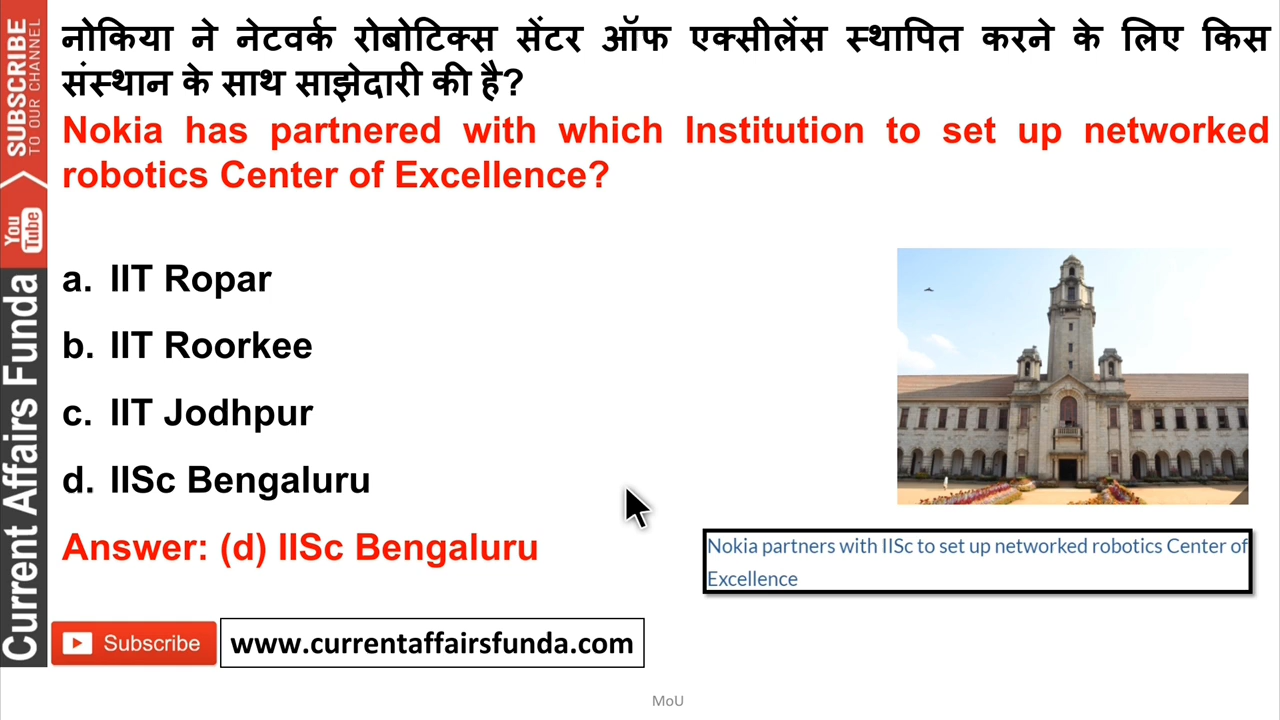 SUBSCRIBE
TO OUR CHANNEL
You
Tube
Current Affairs Funda
नोकिया ने नेटवर्क रोबोटिक्स सेंटर ऑफ एक्सीलेंस स्थापित करने के लिए किस
संस्थान के साथ साझेदारी की है?
Nokia has partnered with which Institution to set up networked
robotics Center of Excellence?
a. IIT Ropar
b. IIT Roorkee
c. IIT Jodhpur
d. IISc Bengaluru
Answer: (d) IISc Bengaluru
Nokia partners with IISc to set up networked robotics Center of
Excellence
Subscribe
www.currentaffairsfunda.com
MoU